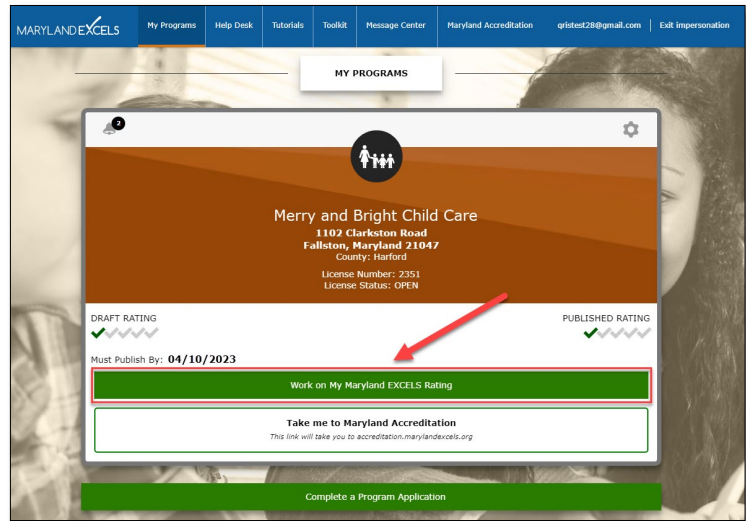 MARYLAND EXCELS
My Programs
Help Desk
Tutorials
Toolkit
Message Center
Maryland Accreditation
qristest28@gmail.com
Exit impersonation
MY PROGRAMS
2
Merry and Bright Child Care
1102 Clarkston Road
Fallston, Maryland 21047
County: Harford
License Number: 2351
License Status: OPEN
DRAFT RATING
PUBLISHED RATING
Must Publish By: 04/10/2023
Work on My Maryland EXCELS Rating
Take me to Maryland Accreditation
This link will take you to accreditation.marylandexcels.org
Complete a Program Application